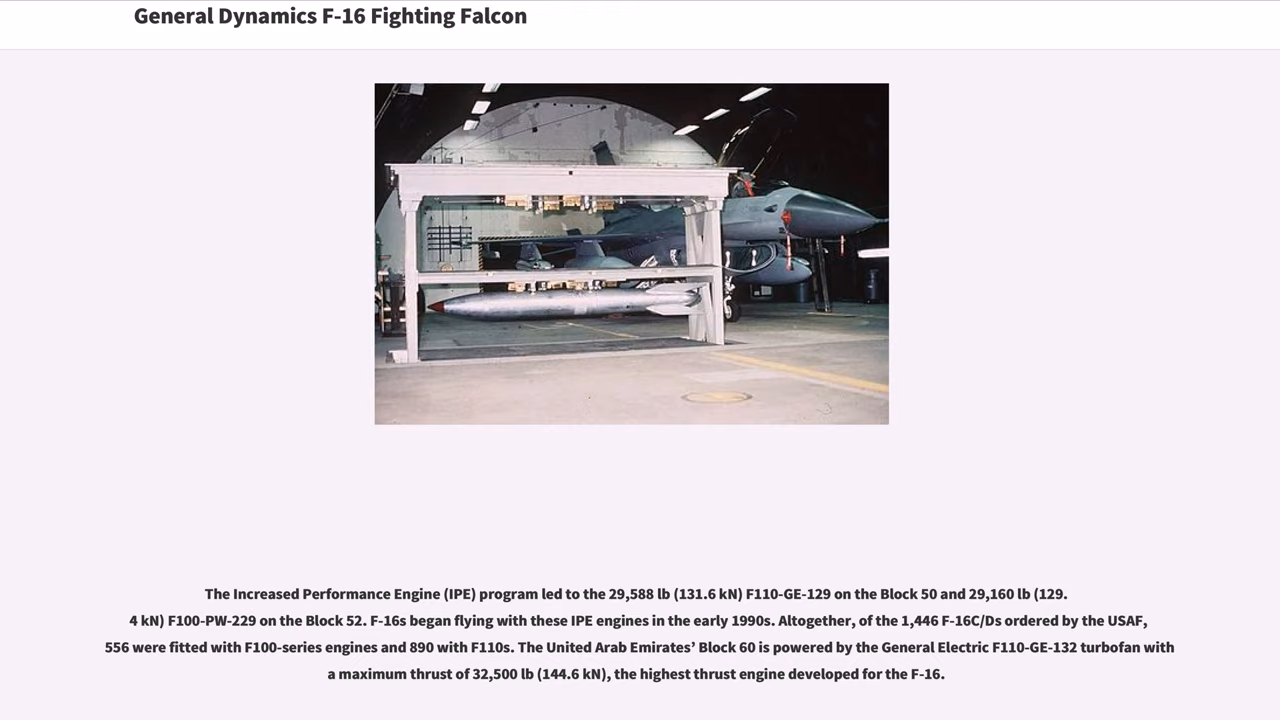 General Dynamics F-16 Fighting Falcon
The Increased Performance Engine (IPE) program led to the 29,588 lb (131.6 kN) F110-GE-129 on the Block 50 and 29,160 lb (129.
4 kN) F100-PW-229 on the Block 52. F-16s began flying with these IPE engines in the early 1990s. Altogether, of the 1,446 F-16C/Ds ordered by the USAF,
556 were fitted with F100-series engines and 890 with F110s. The United Arab Emirates’ Block 60 is powered by the General Electric F110-GE-132 turbofan with
a maximum thrust of 32,500 lb (144.6 kN), the highest thrust engine developed for the F-16.